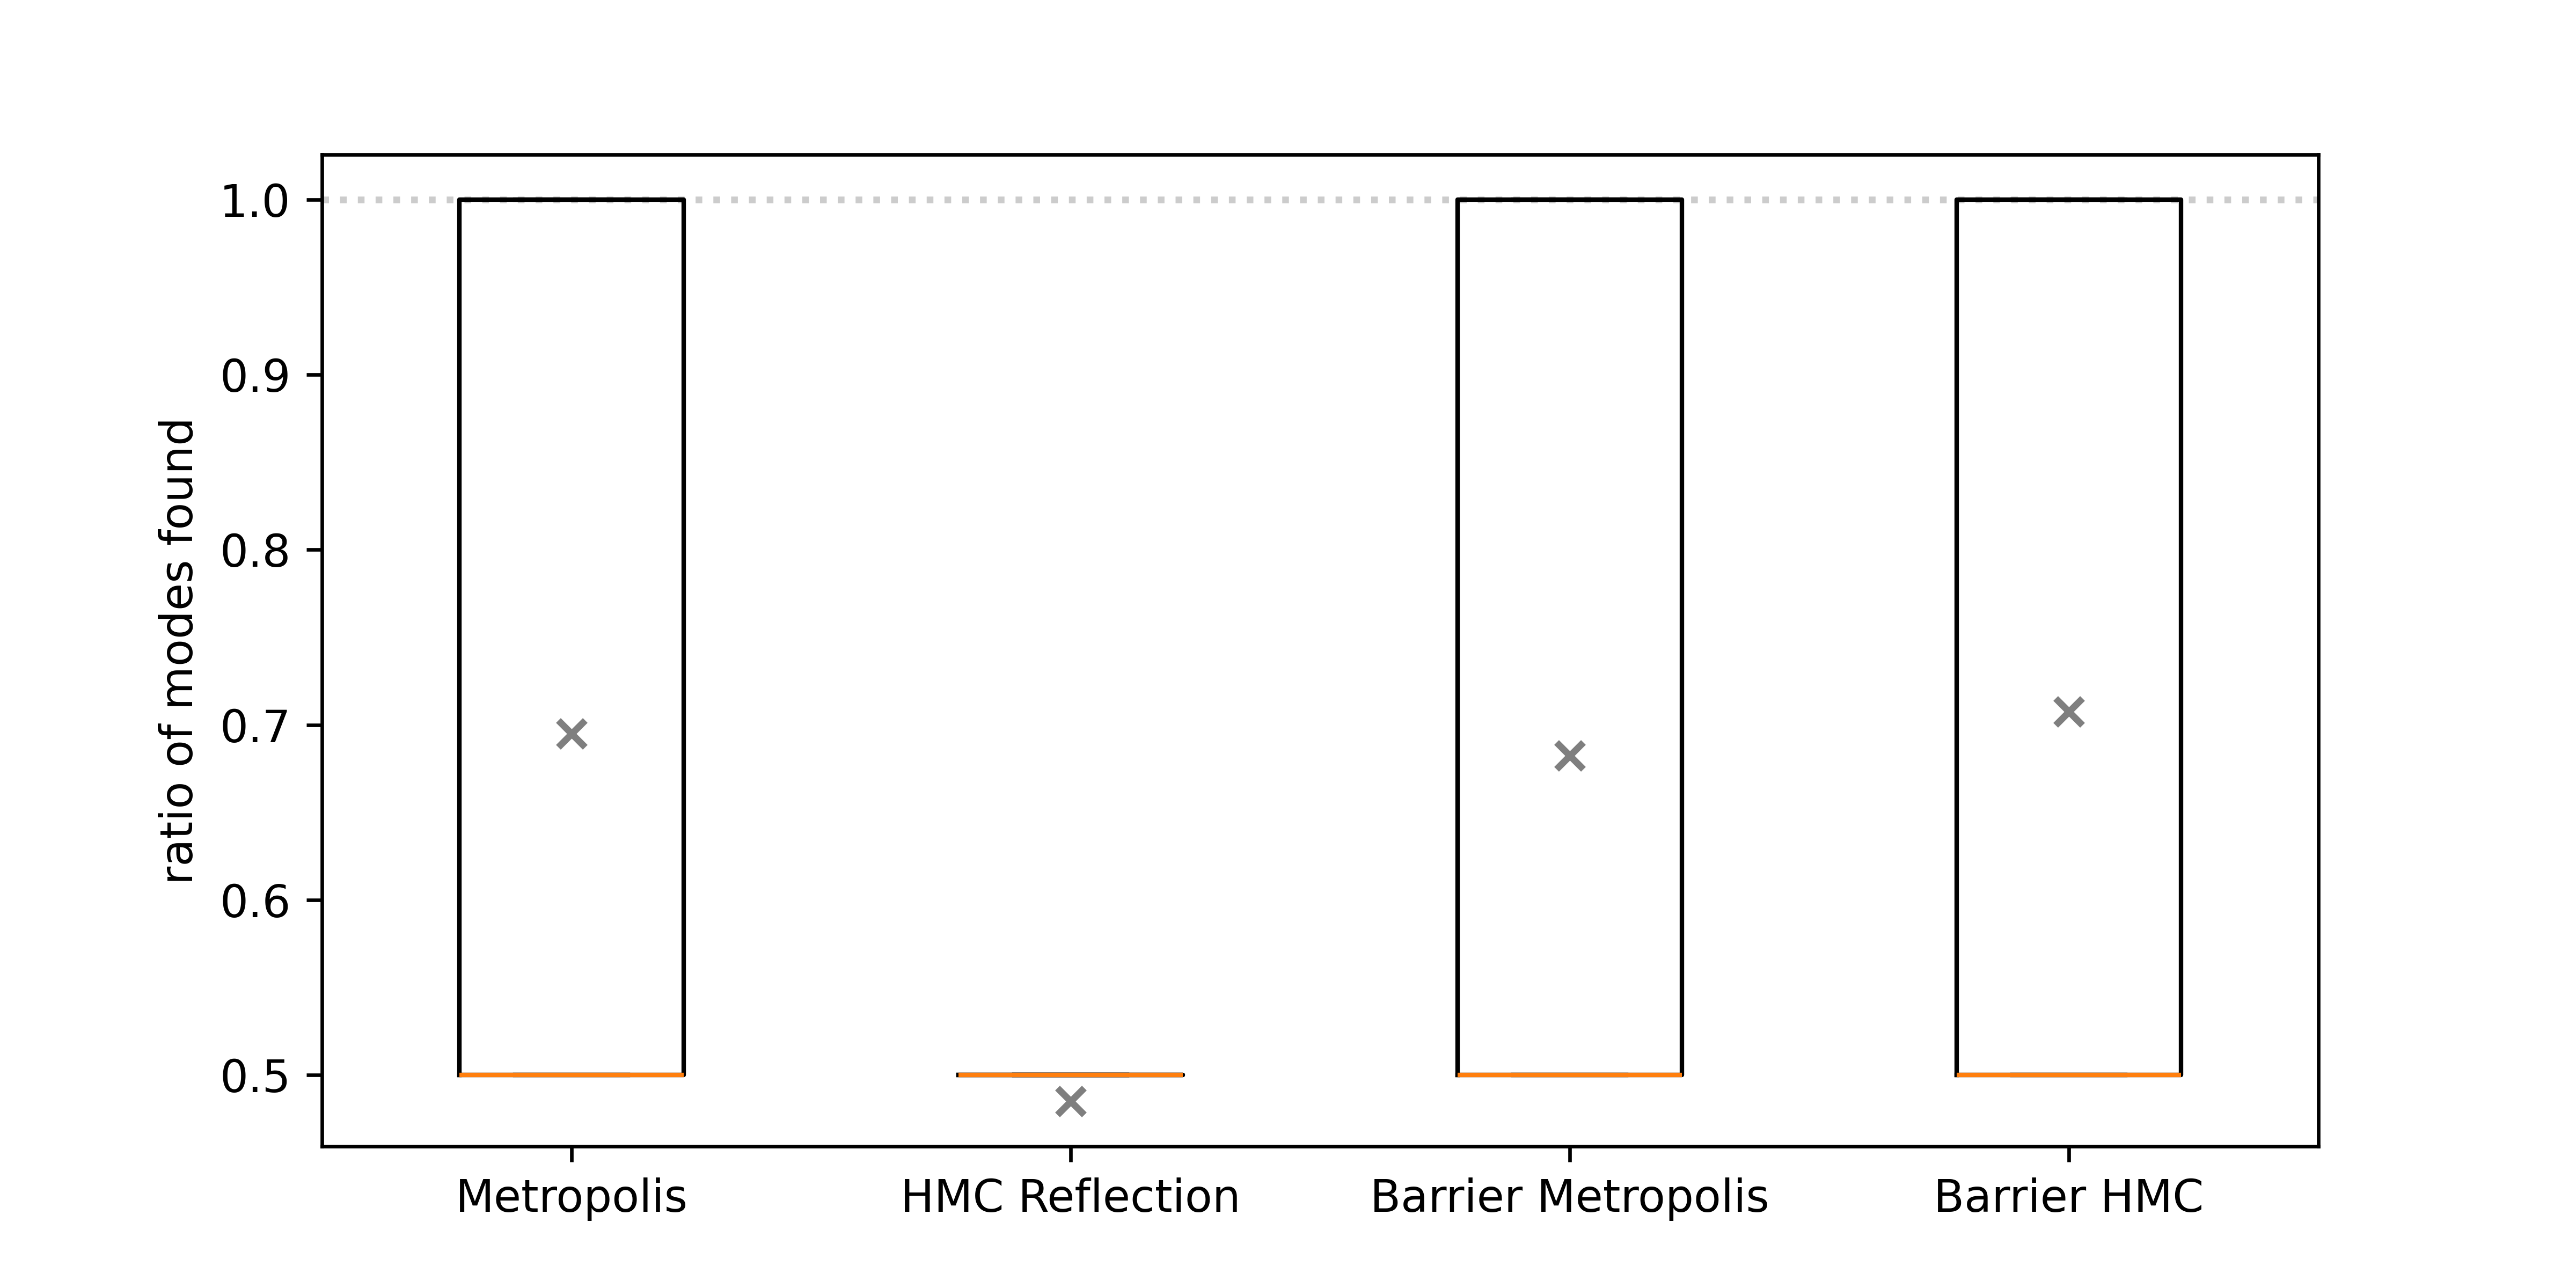 ratio of modes found
1.0
0.9
0.8
0.7
0.6
0.5
Metropolis
HMC Reflection
Barrier Metropolis
Barrier HMC